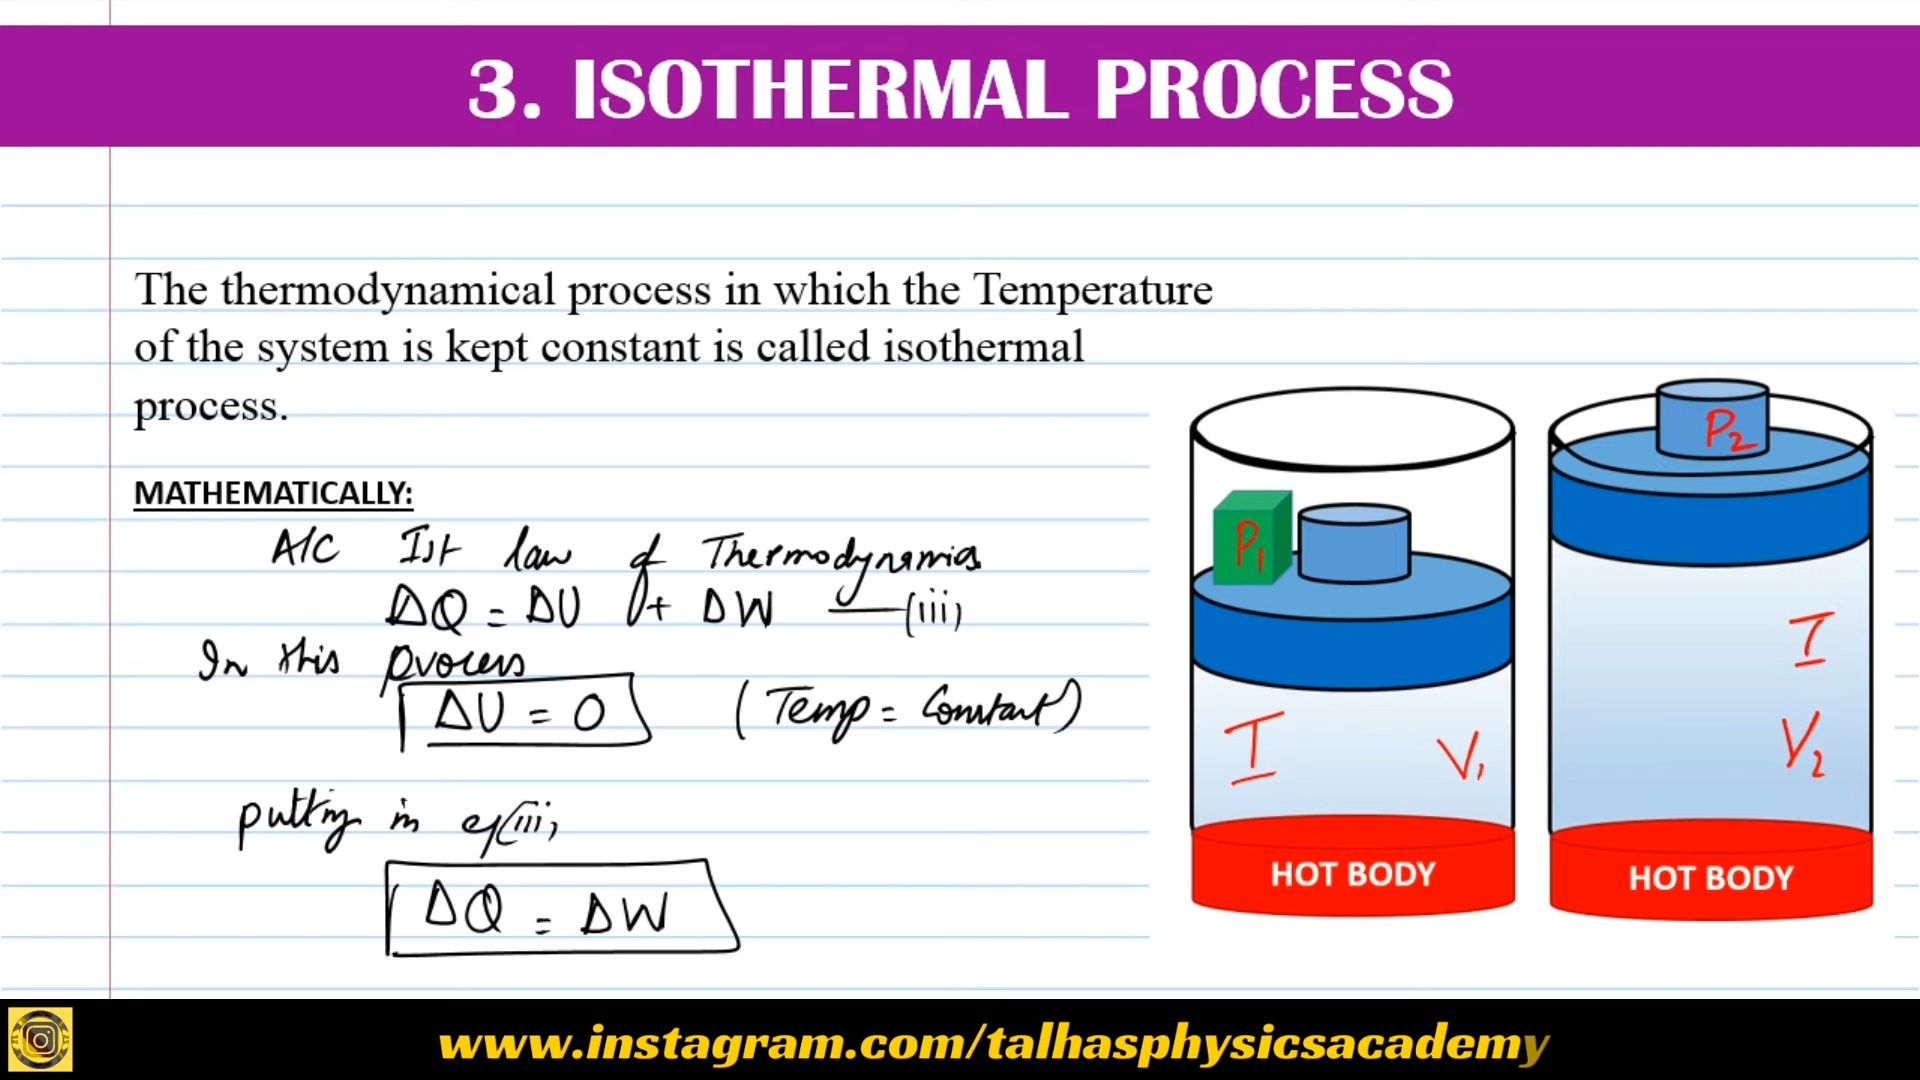 3. ISOTHERMAL PROCESS
The thermodynamical process in which the Temperature
of the system is kept constant is called isothermal
process.
MATHEMATICALLY:
A/C Ist law of Thermodynamics
ΔQ = ΔU + ΔW —(iii)
In this process
ΔU = 0 (Temp = Constant)
putting in eq(iii)
ΔQ = ΔW
P1
T V1
HOT BODY
P2
T
V2
HOT BODY
www.instagram.com/talhasphysicsacademy